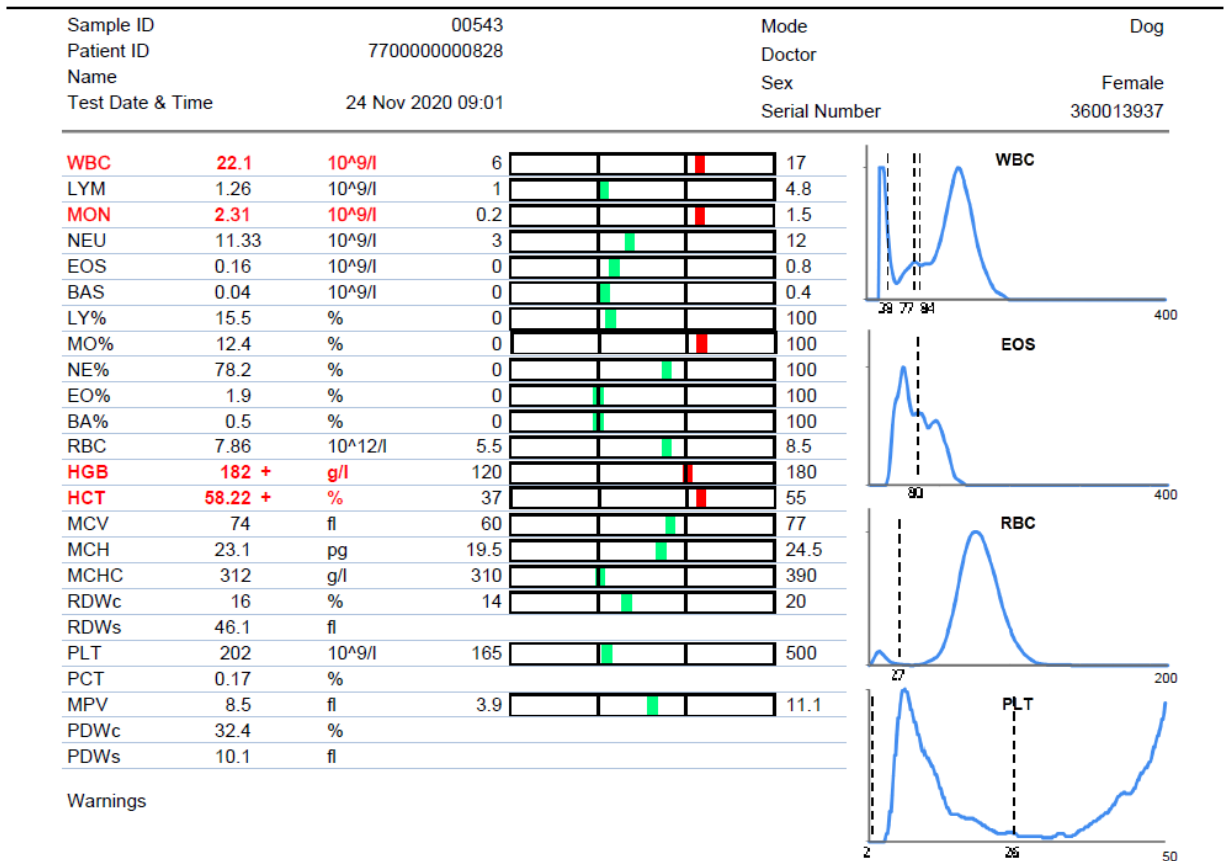 Sample ID 00543 Mode Dog
Patient ID 7700000000828 Doctor
Name Sex Female
Test Date & Time 24 Nov 2020 09:01 Serial Number 360013937
WBC 22.1 10^9/l 6 17
LYM 1.26 10^9/l 1 4.8
MON 2.31 10^9/l 0.2 1.5
NEU 11.33 10^9/l 3 12
EOS 0.16 10^9/l 0 0.8
BAS 0.04 10^9/l 0 0.4
LY% 15.5 % 0 100
MO% 12.4 % 0 100
NE% 78.2 % 0 100
EO% 1.9 % 0 100
BA% 0.5 % 0 100
RBC 7.86 10^12/l 5.5 8.5
HGB 182 + g/l 120 180
HCT 58.22 + % 37 55
MCV 74 fl 60 77
MCH 23.1 pg 19.5 24.5
MCHC 312 g/l 310 390
RDWc 16 % 14 20
RDWs 46.1 fl
PLT 202 10^9/l 165 500
PCT 0.17 %
MPV 8.5 fl 3.9 11.1
PDWc 32.4 %
PDWs 10.1 fl
Warnings
WBC
77 400
EOS
400
RBC
27 200
PLT
2 26 50